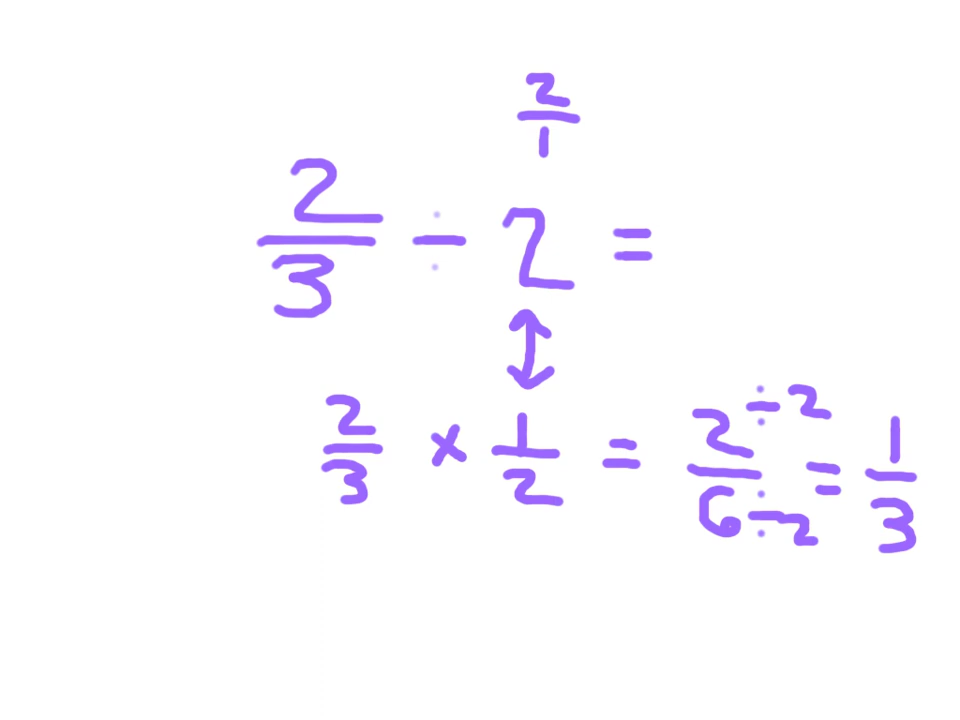 2/1
2/3 ÷ 2 =
2/3 × 1/2 = 2÷2/6÷2 = 1/3